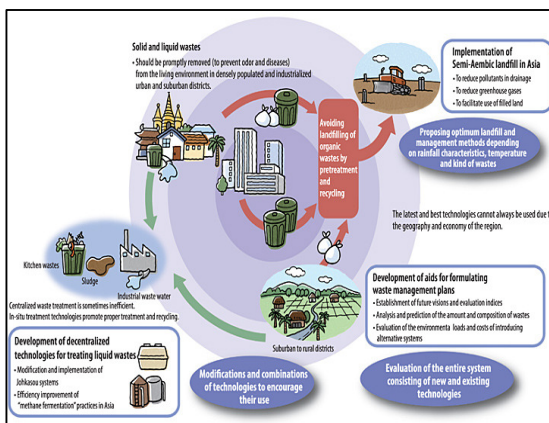 Solid and liquid wastes
• Should be promptly removed (to prevent odor and diseases)
from the living environment in densely populated and industrialized
urban and suburban districts.
Implementation of
Semi-Aembic landfill in Asia
• To reduce pollutants in drainage
• To reduce greenhouse gases
• To facilitate use of filled land
Avoiding
landfilling of
organic
wastes by
pretreatment
and
recycling
Proposing optimum landfill and
management methods depending
on rainfall characteristics, temperature
and kind of wastes
The latest and best technologies cannot always be used due t
the geography and economy of the region.
Kitchen wastes
Sludge
Industrial waste water
Centralized waste treatment is sometimes inefficient.
In-situ treatment technologies promote proper treatment and recycling.
Development of decentralized
technologies for treating liquid wastes
• Modification and implementation of
Johkasou systems
• Efficiency improvement of
"methane fermentation" practices in Asia
Suburban to rural districts
Modifications and combinations
of technologies to encourage
their use
Development of aids for formulating
waste management plans
• Establishment of future visions and evaluation indices
• Analysis and prediction of the amount and composition of wastes
• Evaluation of the environmental loads and costs of introducing
alternative systems
Evaluation of the entire system
consisting of new and existing
technologies